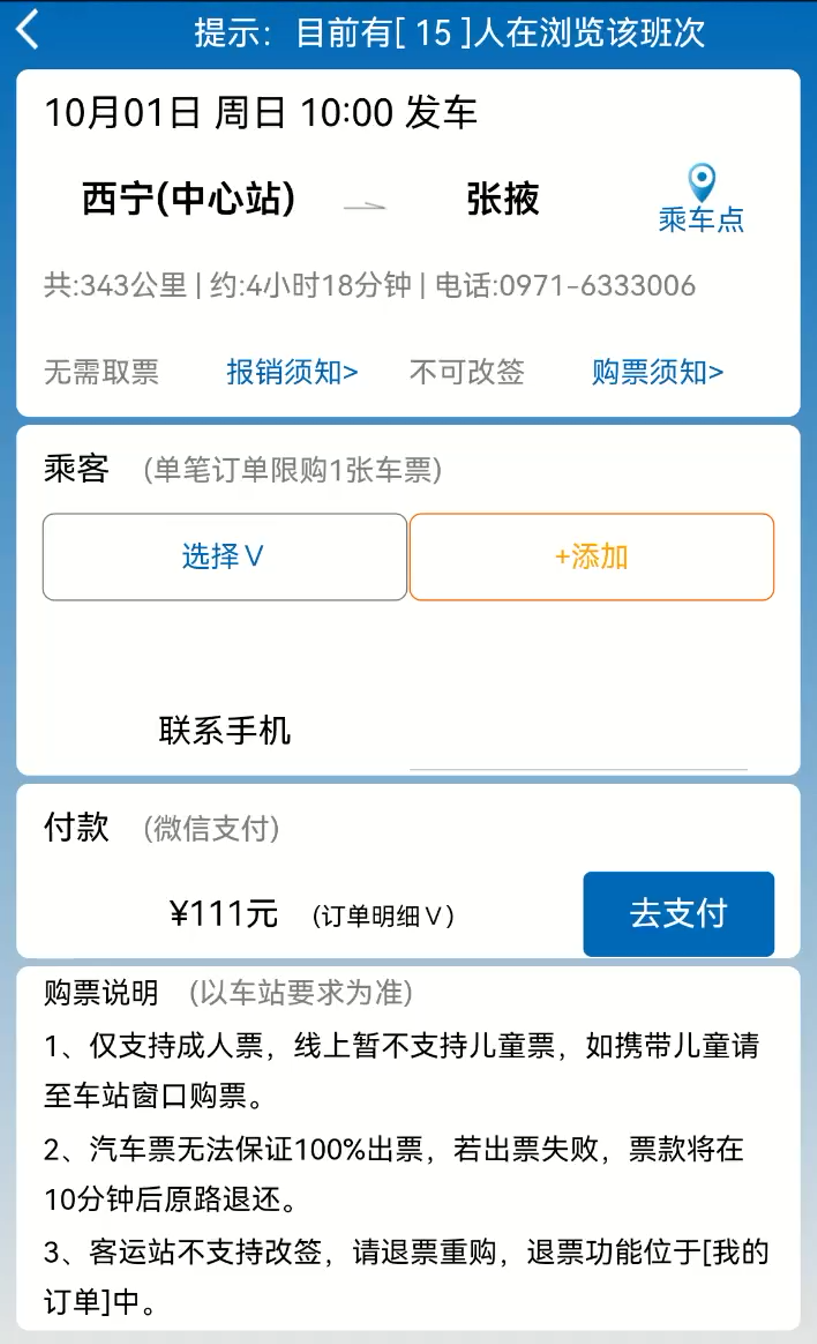 提示：目前有[ 15 ]人在浏览该班次
10月01日 周日 10:00 发车
西宁(中心站)
张掖
乘车点
共:343公里 | 约:4小时18分钟 | 电话:0971-6333006
无需取票 报销须知> 不可改签 购票须知>
乘客 (单笔订单限购1张车票)
选择∨ +添加
联系手机
付款 (微信支付)
¥111元 (订单明细∨)
去支付
购票说明 (以车站要求为准)
1、仅支持成人票，线上暂不支持儿童票，如携带儿童请
至车站窗口购票。
2、汽车票无法保证100%出票，若出票失败，票款将在
10分钟后原路退还。
3、客运站不支持改签，请退票重购，退票功能位于[我的
订单]中。